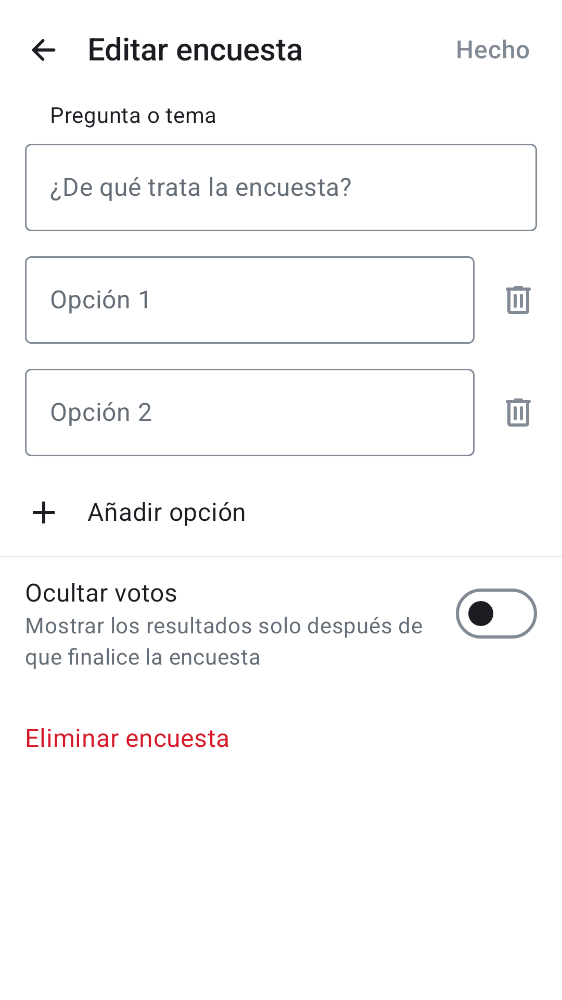 Editar encuesta
Hecho
Pregunta o tema
¿De qué trata la encuesta?
Opción 1
Opción 2
Añadir opción
Ocultar votos
Mostrar los resultados solo después de
que finalice la encuesta
Eliminar encuesta